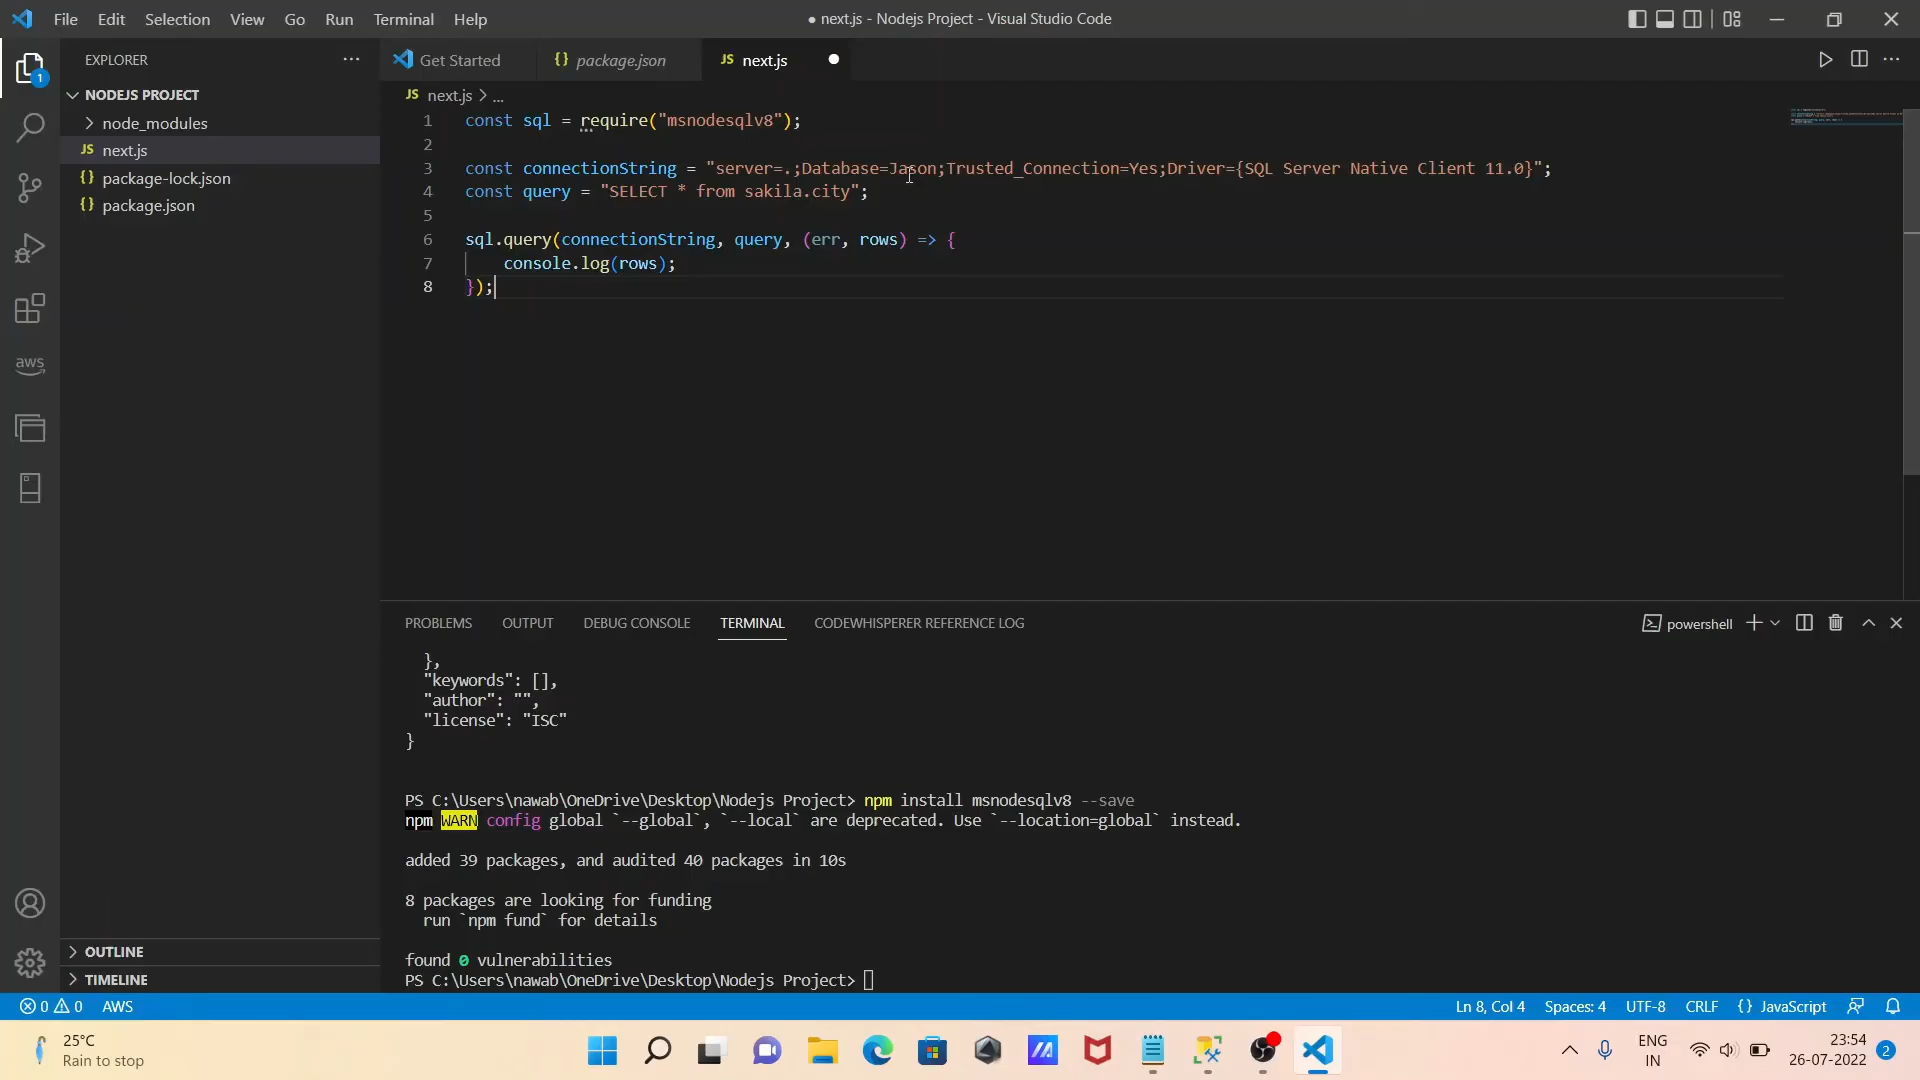 File Edit Selection View Go Run Terminal Help
● next.js - Nodejs Project - Visual Studio Code
EXPLORER
Get Started
{} package.json
JS next.js
1
NODEJS PROJECT
node_modules
JS next.js
{} package-lock.json
{} package.json
JS next.js > ...
1 const sql = require("msnodesqlv8");
2
3 const connectionString = "server=.;Database=Jason;Trusted_Connection=Yes;Driver={SQL Server Native Client 11.0}";
4 const query = "SELECT * from sakila.city";
5
6 sql.query(connectionString, query, (err, rows) => {
7 console.log(rows);
8 });
aws
PROBLEMS OUTPUT DEBUG CONSOLE TERMINAL CODEWHISPERER REFERENCE LOG
powershell
},
"keywords": [],
"author": "",
"license": "ISC"
}
PS C:\Users\nawab\OneDrive\Desktop\Nodejs Project> npm install msnodesqlv8 --save
npm WARN config global `--global`, `--local` are deprecated. Use `--location=global` instead.
added 39 packages, and audited 40 packages in 10s
8 packages are looking for funding
run `npm fund` for details
found 0 vulnerabilities
PS C:\Users\nawab\OneDrive\Desktop\Nodejs Project>
OUTLINE
TIMELINE
0 0 AWS
Ln 8, Col 4 Spaces: 4 UTF-8 CRLF {} JavaScript
25°C
Rain to stop
ENG
IN
23:54
26-07-2022
2